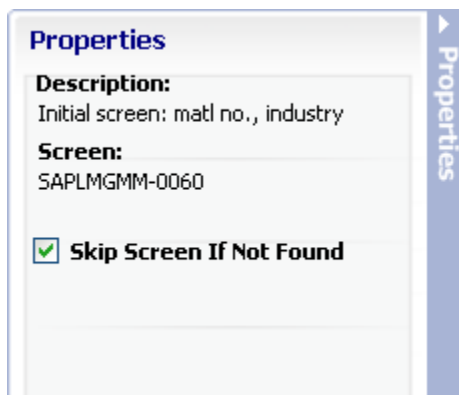 Properties
Description:
Initial screen: matl no., industry
Screen:
SAPLMGMM-0060
Skip Screen If Not Found
Properties